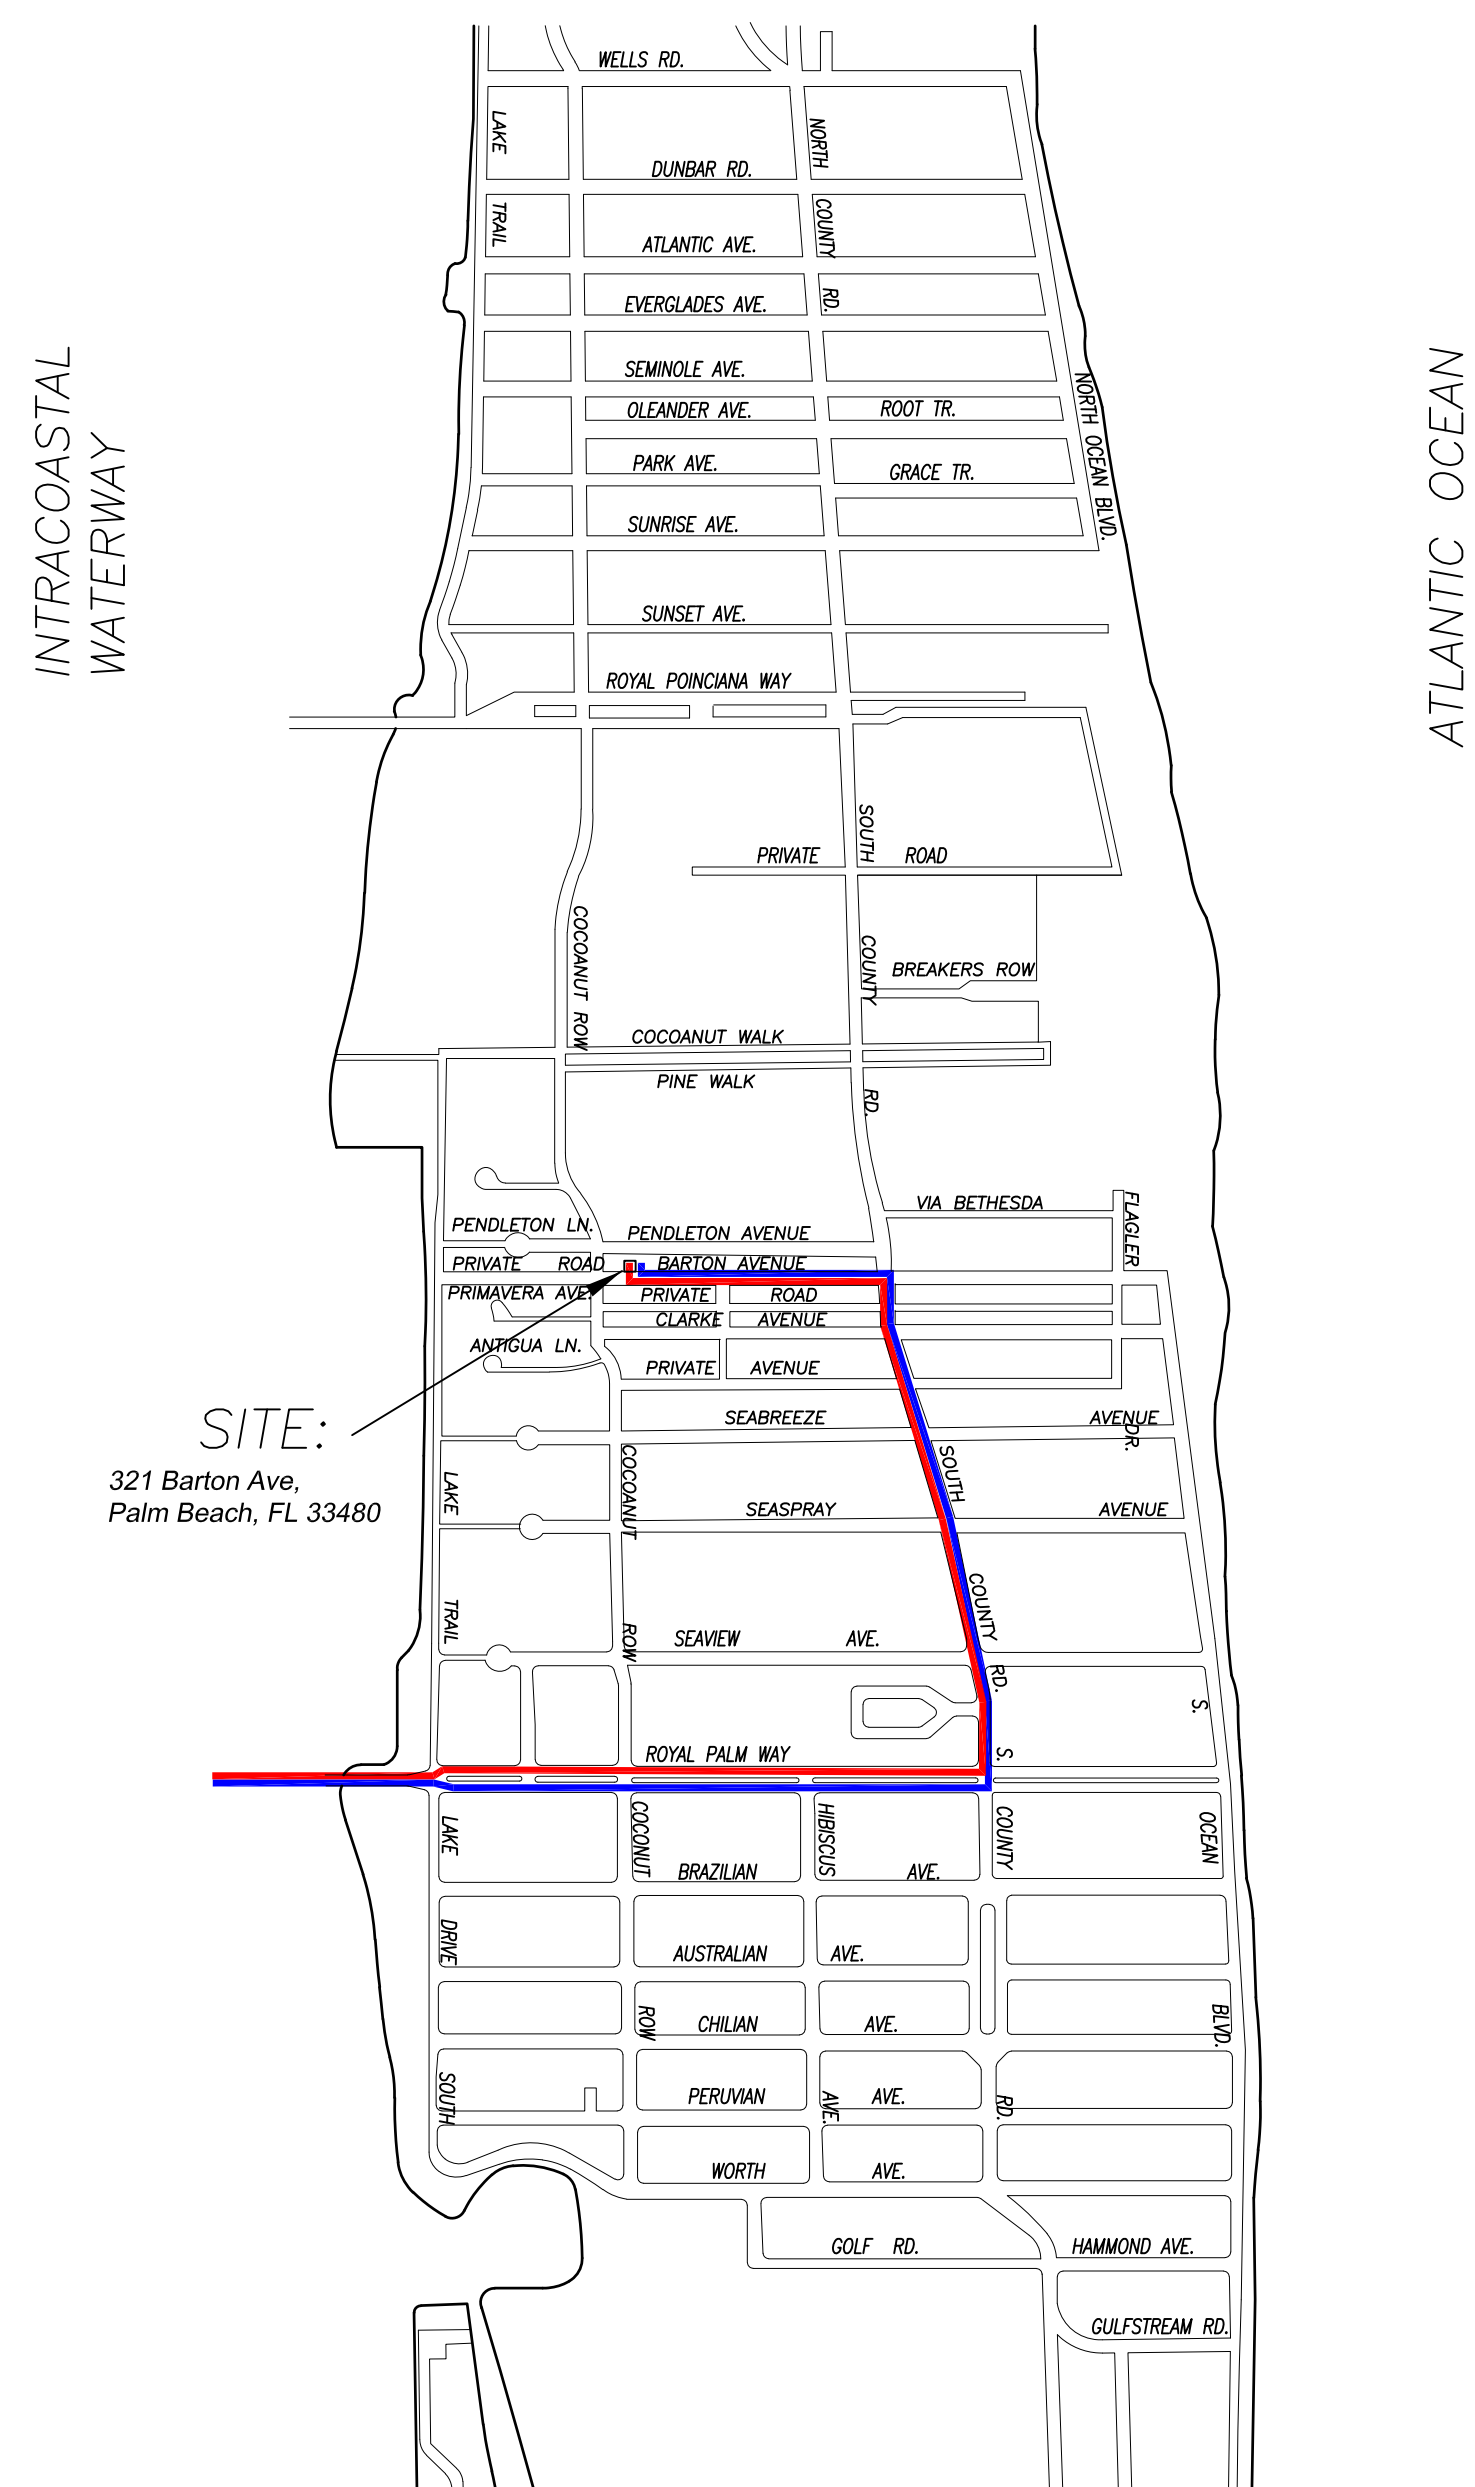 WELLS RD.
LAKE
NORTH
DUNBAR RD.
TRAIL
COUNTY
ATLANTIC AVE.
EVERGLADES AVE.
RD.
INTRACOASTAL
WATERWAY
ATLANTIC OCEAN
SEMINOLE AVE.
NORTH OCEAN BLVD.
OLEANDER AVE.
ROOT TR.
PARK AVE.
GRACE TR.
SUNRISE AVE.
SUNSET AVE.
ROYAL POINCIANA WAY
SOUTH
PRIVATE ROAD
COCOANUT ROW
COUNTY
BREAKERS ROW
COCOANUT WALK
PINE WALK
RD.
VIA BETHESDA
FLAGLER
PENDLETON LN.
PENDLETON AVENUE
PRIVATE ROAD
BARTON AVENUE
PRIMAVERA AVE.
PRIVATE ROAD
CLARKE AVENUE
ANTIGUA LN.
PRIVATE AVENUE
SITE:
321 Barton Ave,
Palm Beach, FL 33480
SEABREEZE AVENUE
DR.
LAKE
COCOANUT
SOUTH
SEASPRAY AVENUE
COUNTY
TRAIL
ROW
SEAVIEW AVE.
RD.
S.
ROYAL PALM WAY
S.
LAKE
COCONUT
HIBISCUS
COUNTY
OCEAN
BRAZILIAN AVE.
DRIVE
AUSTRALIAN AVE.
ROW
CHILIAN AVE.
BLVD.
SOUTH
PERUVIAN AVE.
AVE.
RD.
WORTH AVE.
GOLF RD.
HAMMOND AVE.
GULFSTREAM RD.